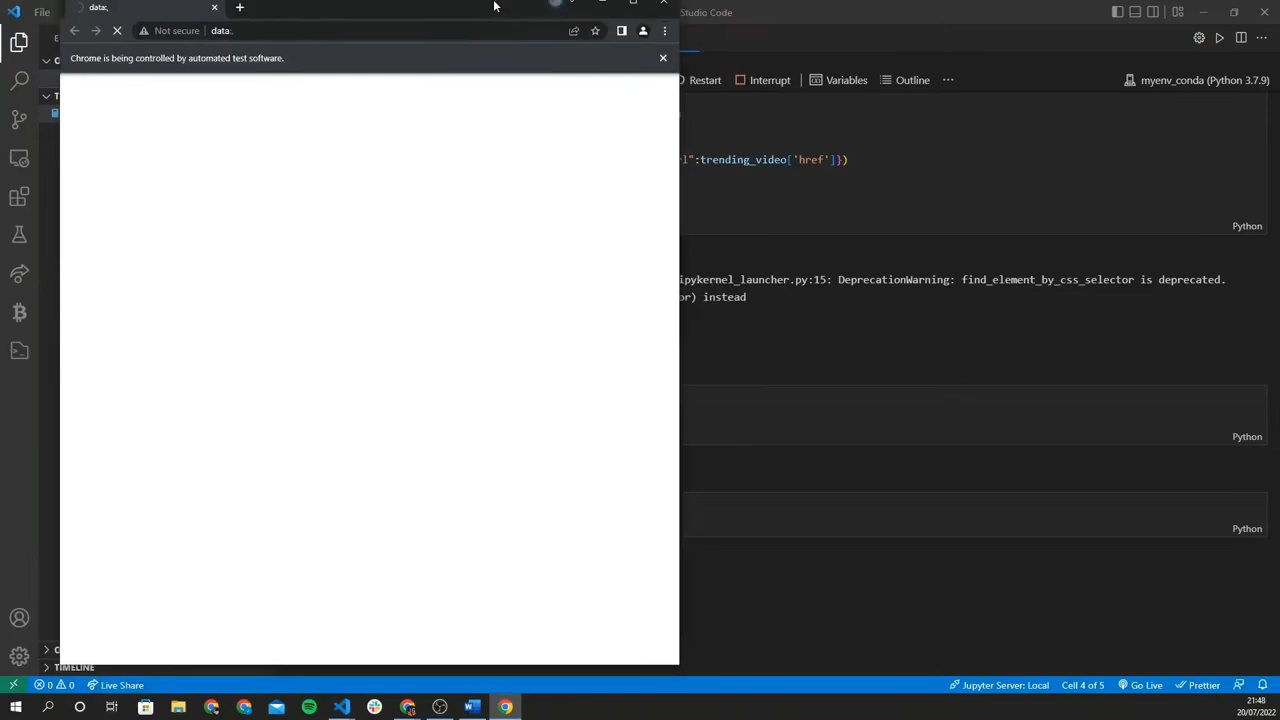 File
Studio Code
data:,
Not secure data:,
Chrome is being controlled by automated test software.
Restart
Interrupt
Variables
Outline
myenv_conda (Python 3.7.9)
":trending_video['href']})
Python
ipykernel_launcher.py:15: DeprecationWarning: find_element_by_css_selector is deprecated.
or) instead
Python
Python
TIMELINE
0 0
Live Share
Jupyter Server: Local
Cell 4 of 5
Go Live
Prettier
21:48
20/07/2022